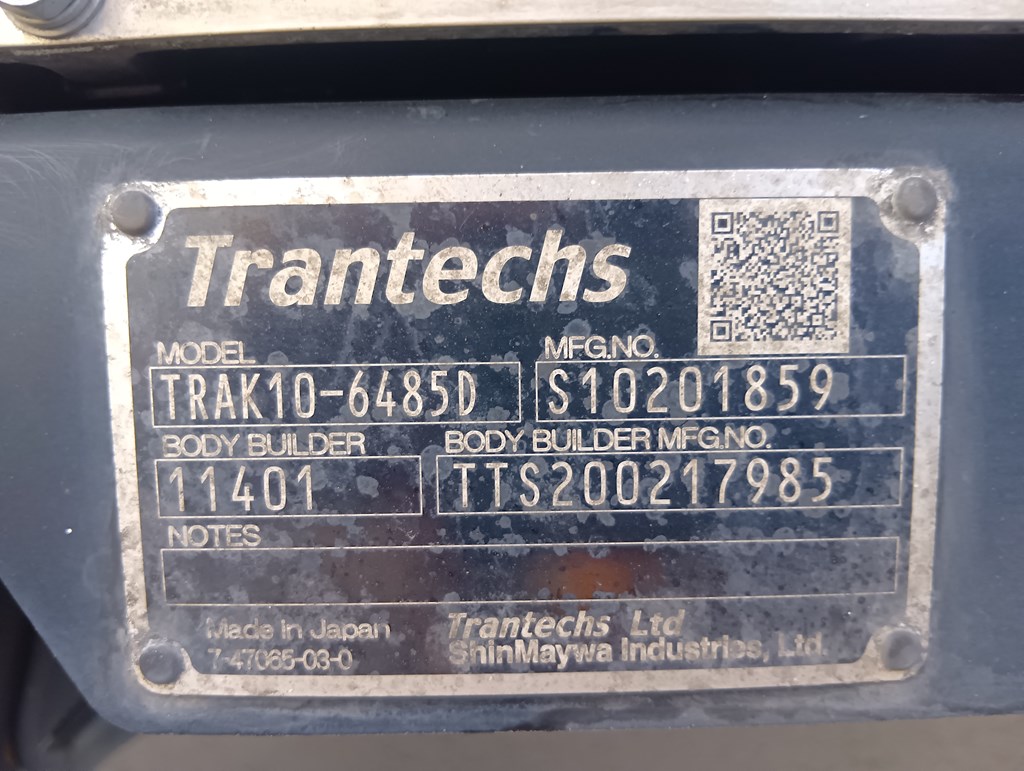 Trantechs
MODEL
MFG.NO.
TRAK10-6485D
S10201859
BODY BUILDER
BODY BUILDER MFG.NO.
11401
TTS200217985
NOTES
Made in Japan
Trantechs Ltd
7-47065-03-0
ShinMaywa Industries, Ltd.